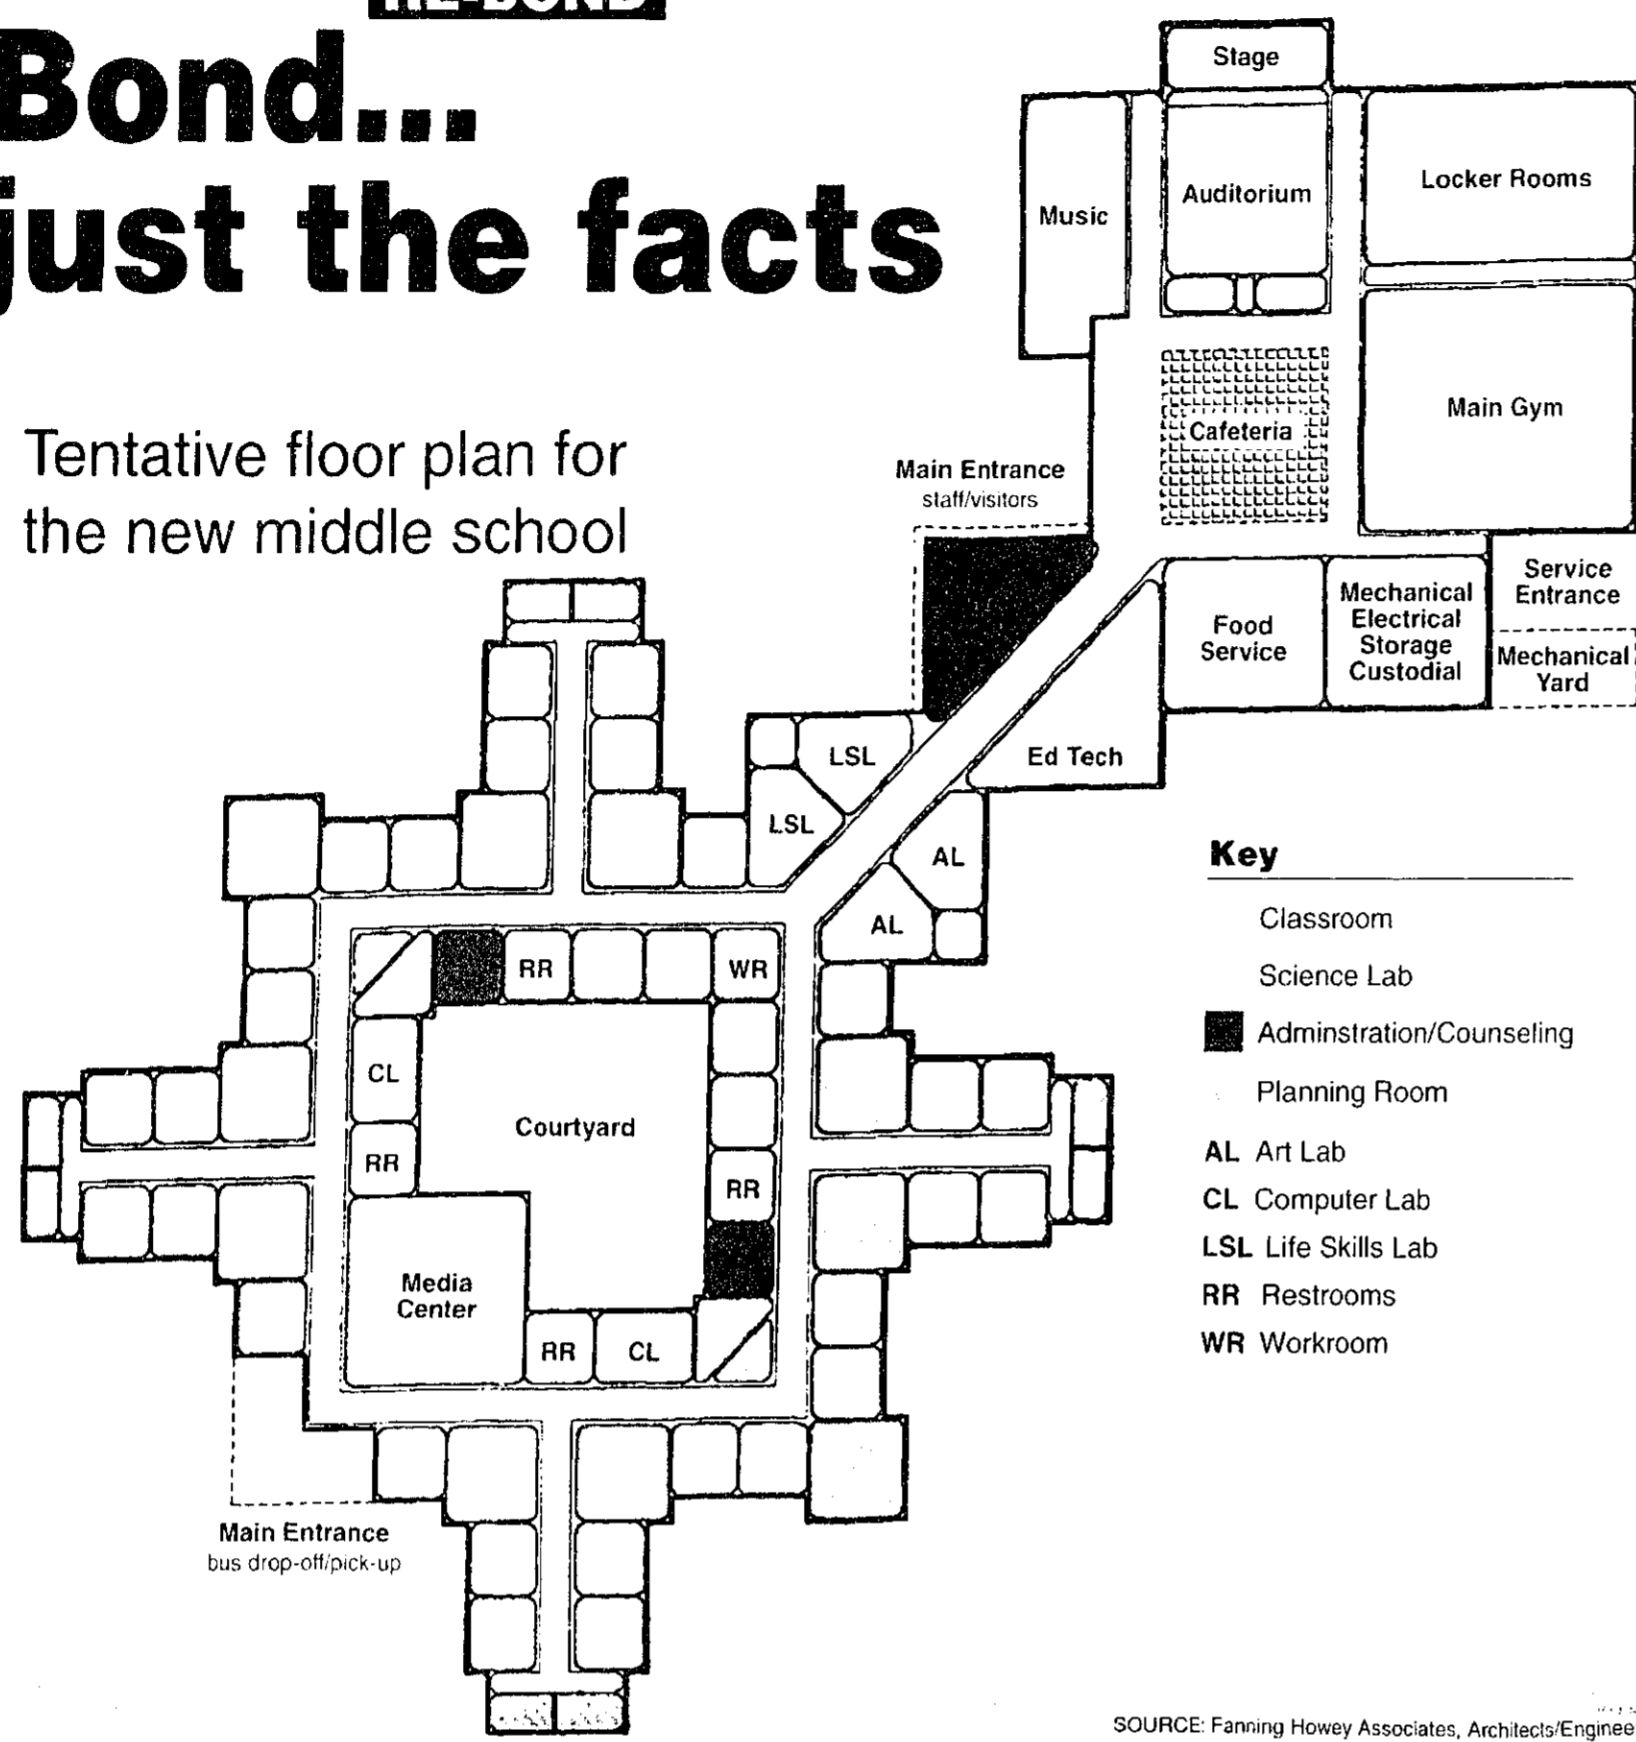 RE-BOND
Bond...
just the facts
Tentative floor plan for
the new middle school
Stage
Music
Auditorium
Locker Rooms
Cafeteria
Main Gym
Main Entrance
staff/visitors
Food
Service
Mechanical
Electrical
Storage
Custodial
Service
Entrance
Mechanical
Yard
Ed Tech
LSL
LSL
AL
AL
RR
WR
CL
RR
Courtyard
RR
Media
Center
RR
CL
Main Entrance
bus drop-off/pick-up
Key
Classroom
Science Lab
Adminstration/Counseling
Planning Room
AL Art Lab
CL Computer Lab
LSL Life Skills Lab
RR Restrooms
WR Workroom
SOURCE: Fanning Howey Associates, Architects/Enginee